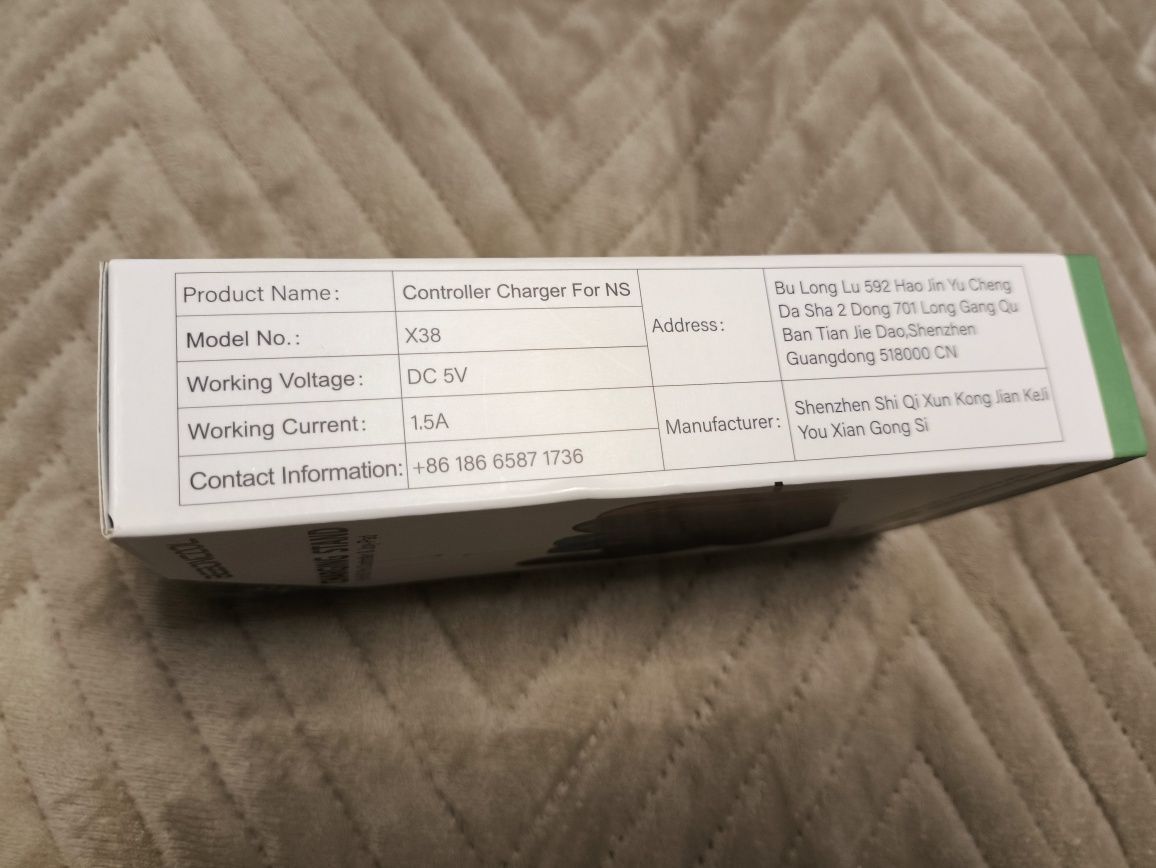 Product Name:
Controller Charger For NS
Model No.:
X38
Working Voltage:
DC 5V
Working Current:
1.5A
Contact Information:
+86 186 6587 1736
Address:
Bu Long Lu 592 Hao Jin Yu Cheng
Da Sha 2 Dong 701 Long Gang Qu
Ban Tian Jie Dao,Shenzhen
Guangdong 518000 CN
Manufacturer:
Shenzhen Shi Qi Xun Kong Jian KeJi
You Xian Gong Si
CHARGING STAND